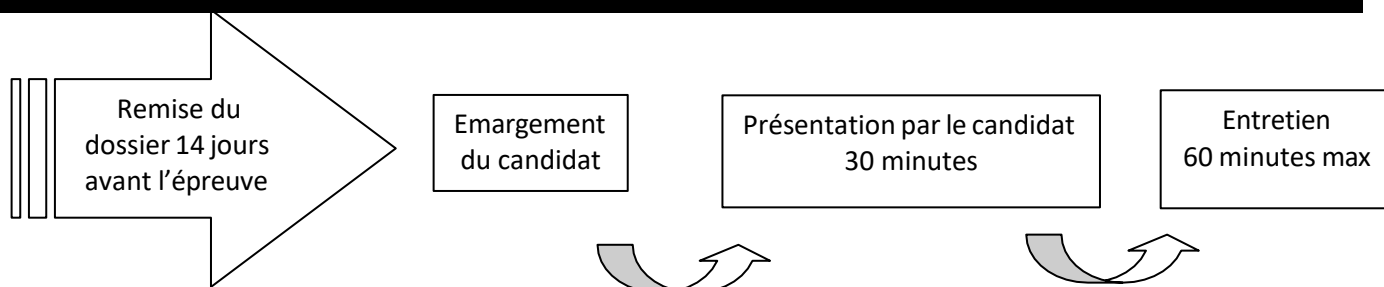 Remise du
dossier 14 jours
avant l’épreuve
Emargement
du candidat
Présentation par le candidat
30 minutes
Entretien
60 minutes max